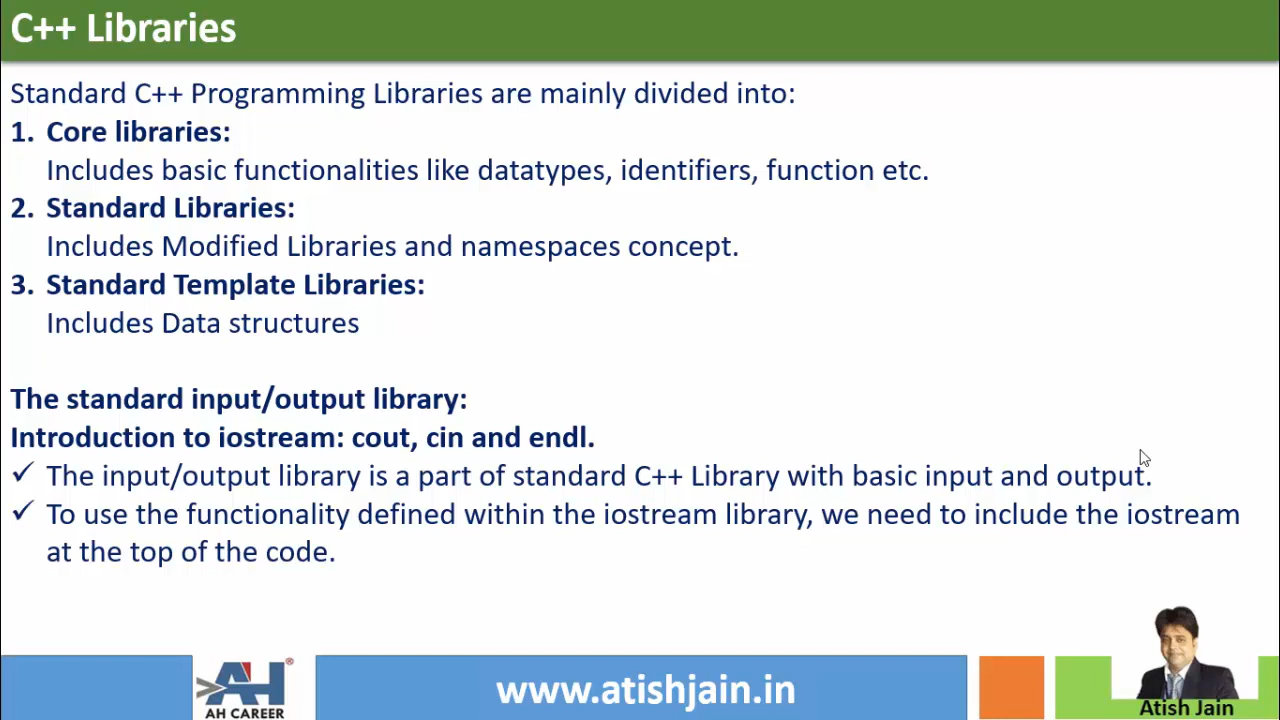 C++ Libraries
Standard C++ Programming Libraries are mainly divided into:
1. Core libraries:
Includes basic functionalities like datatypes, identifiers, function etc.
2. Standard Libraries:
Includes Modified Libraries and namespaces concept.
3. Standard Template Libraries:
Includes Data structures
The standard input/output library:
Introduction to iostream: cout, cin and endl.
✓ The input/output library is a part of standard C++ Library with basic input and output.
✓ To use the functionality defined within the iostream library, we need to include the iostream
at the top of the code.
AH
®
AH CAREER
www.atishjain.in
Atish Jain